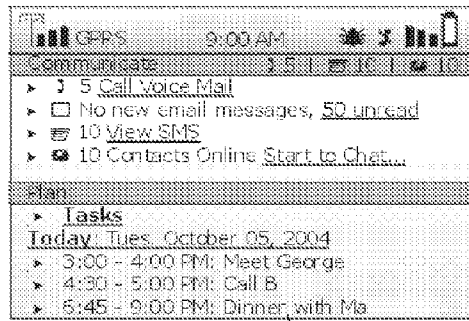 GPRS 9:00 AM
Communicate 5 | 10 | 10
5 Call Voice Mail
No new email messages, 50 unread
10 View SMS
10 Contacts Online Start to Chat...
Plan
Tasks
Today: Tues. October 05, 2004
3:00 - 4:00 PM: Meet George
4:30 - 5:00 PM: Call B
6:45 - 9:00 PM: Dinner with Ma